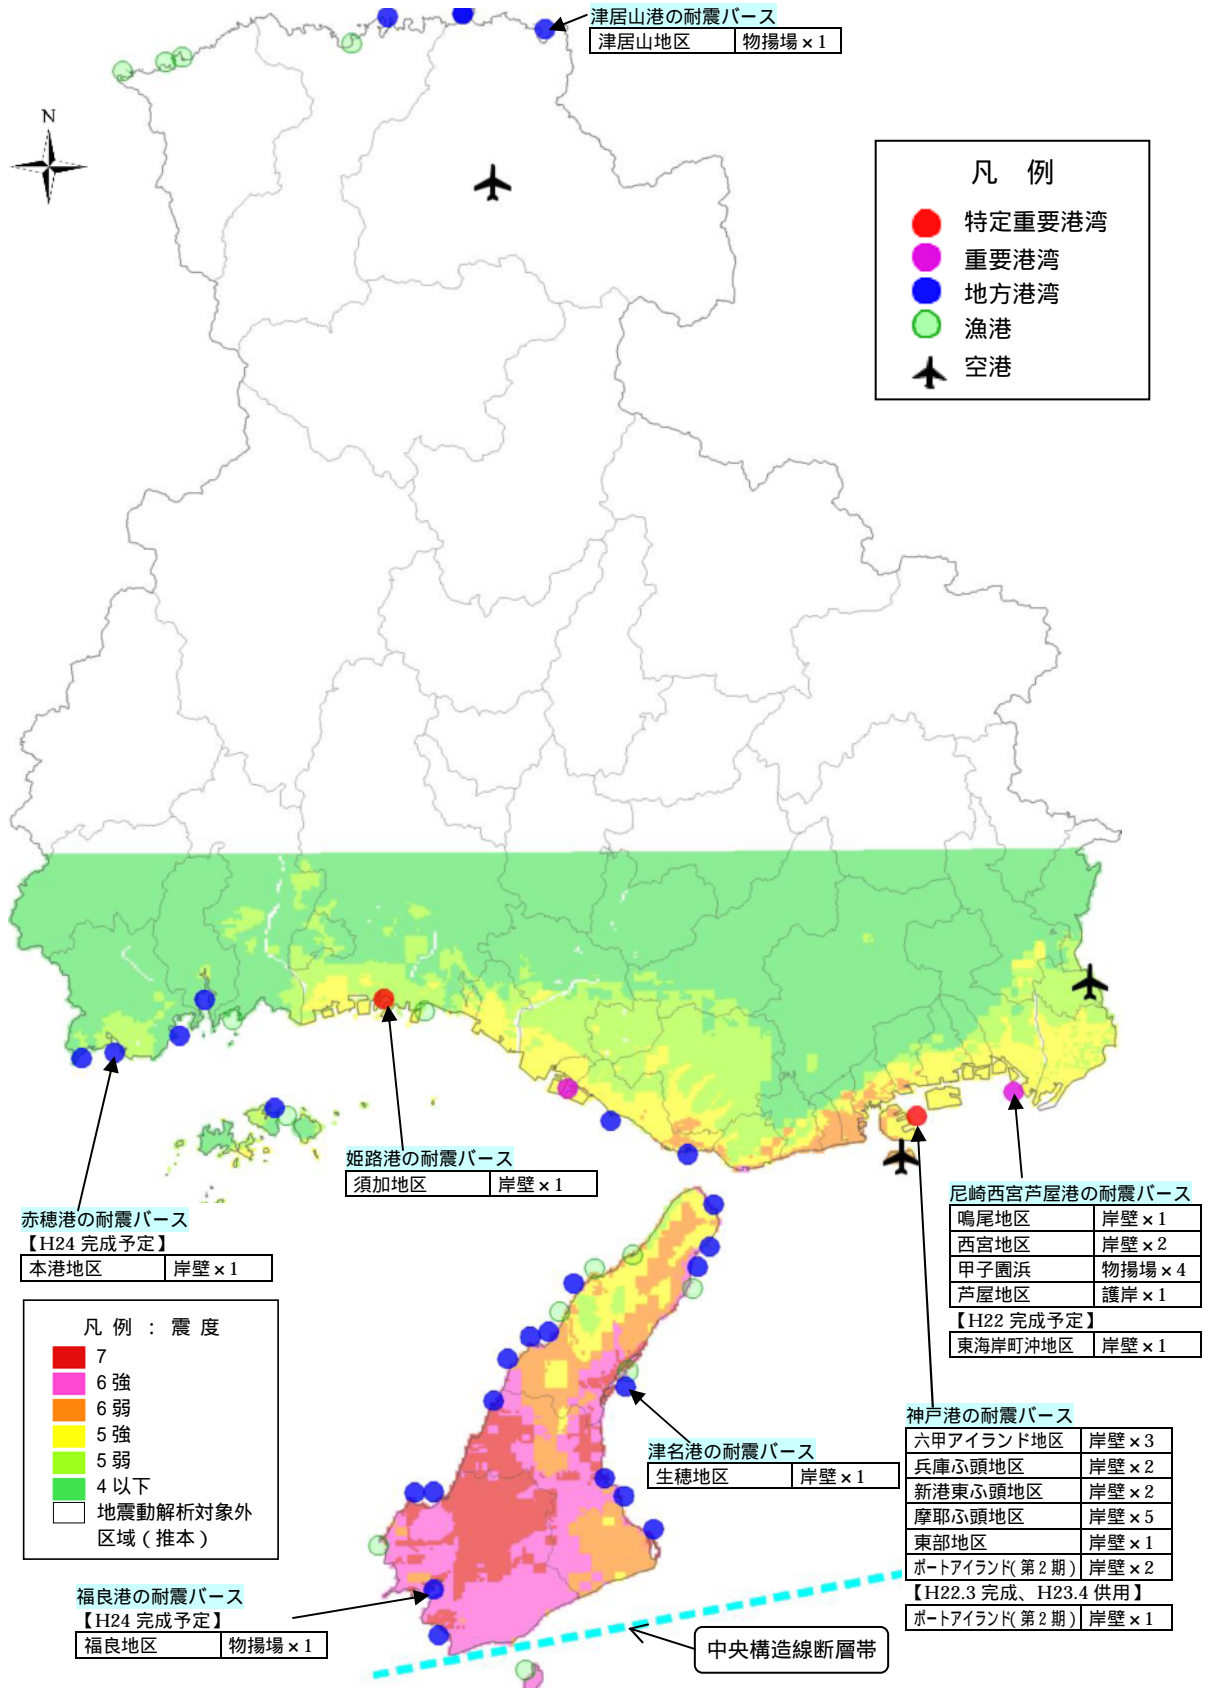 津居山港の耐震バース
津居山地区 物揚場×1
N
凡 例
特定重要港湾
重要港湾
地方港湾
漁港
空港
姫路港の耐震バース
須加地区 岸壁×1
赤穂港の耐震バース
【H24 完成予定】
本港地区 岸壁×1
尼崎西宮芦屋港の耐震バース
鳴尾地区 岸壁×1
西宮地区 岸壁×2
甲子園浜 物揚場×4
芦屋地区 護岸×1
【H22 完成予定】
東海岸町沖地区 岸壁×1
凡 例 : 震 度
7
6 強
6 弱
5 強
5 弱
4 以下
地震動解析対象外
区域(推本)
津名港の耐震バース
生穂地区 岸壁×1
神戸港の耐震バース
六甲アイランド地区 岸壁×3
兵庫ふ頭地区 岸壁×2
新港東ふ頭地区 岸壁×2
摩耶ふ頭地区 岸壁×5
東部地区 岸壁×1
ポートアイランド(第2期) 岸壁×2
【H22.3 完成、H23.4 供用】
ポートアイランド(第2期) 岸壁×1
福良港の耐震バース
【H24 完成予定】
福良地区 物揚場×1
中央構造線断層帯